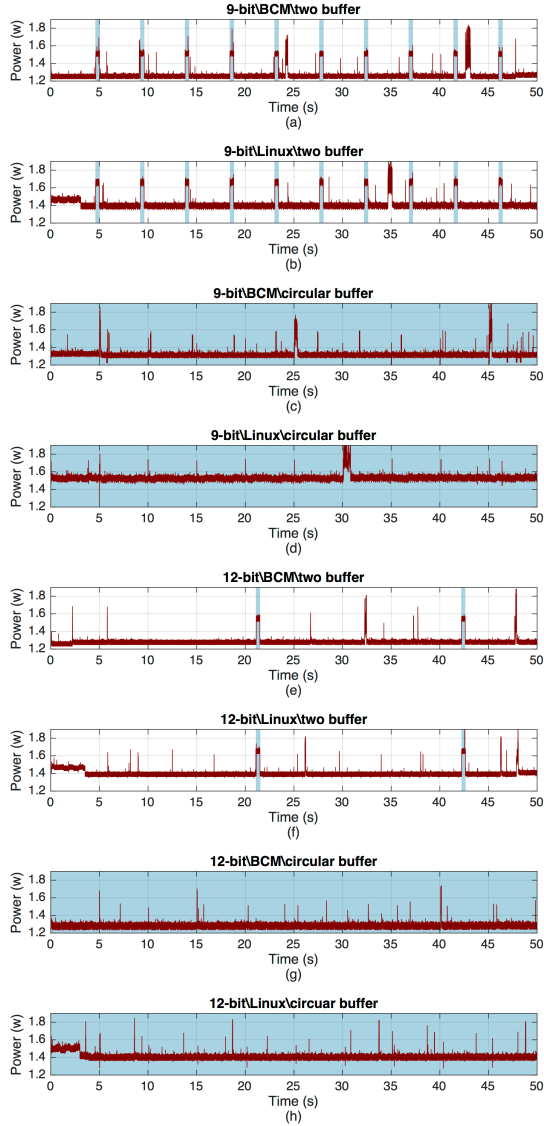 9-bit\BCM\two buffer
Power (w)
1.8
1.6
1.4
1.2
0 5 10 15 20 25 30 35 40 45 50
Time (s)
(a)
9-bit\Linux\two buffer
Power (w)
1.8
1.6
1.4
1.2
0 5 10 15 20 25 30 35 40 45 50
Time (s)
(b)
9-bit\BCM\circular buffer
Power (w)
1.8
1.6
1.4
1.2
0 5 10 15 20 25 30 35 40 45 50
Time (s)
(c)
9-bit\Linux\circular buffer
Power (w)
1.8
1.6
1.4
1.2
0 5 10 15 20 25 30 35 40 45 50
Time (s)
(d)
12-bit\BCM\two buffer
Power (w)
1.8
1.6
1.4
1.2
0 5 10 15 20 25 30 35 40 45 50
Time (s)
(e)
12-bit\Linux\two buffer
Power (w)
1.8
1.6
1.4
1.2
0 5 10 15 20 25 30 35 40 45 50
Time (s)
(f)
12-bit\BCM\circular buffer
Power (w)
1.8
1.6
1.4
1.2
0 5 10 15 20 25 30 35 40 45 50
Time (s)
(g)
12-bit\Linux\circuar buffer
Power (w)
1.8
1.6
1.4
1.2
0 5 10 15 20 25 30 35 40 45 50
Time (s)
(h)